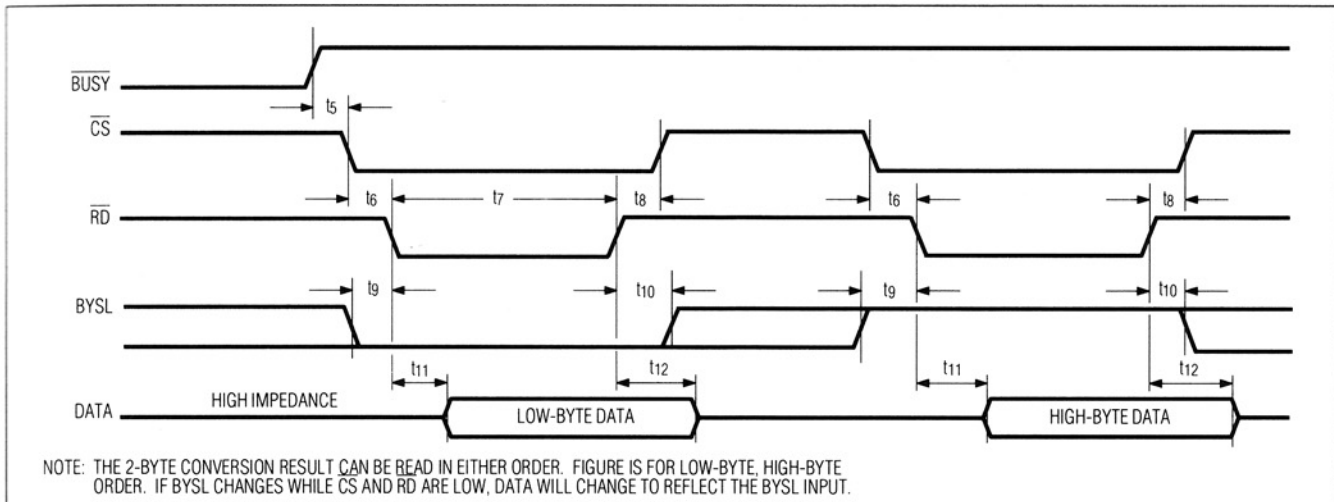 BUSY
t5
CS
t6 t7 t8 t6 t8
RD
t9 t10 t9 t10
BYSL
t11 t12 t11 t12
DATA HIGH IMPEDANCE LOW-BYTE DATA HIGH-BYTE DATA
NOTE: THE 2-BYTE CONVERSION RESULT CAN BE READ IN EITHER ORDER. FIGURE IS FOR LOW-BYTE, HIGH-BYTE
ORDER. IF BYSL CHANGES WHILE CS AND RD ARE LOW, DATA WILL CHANGE TO REFLECT THE BYSL INPUT.